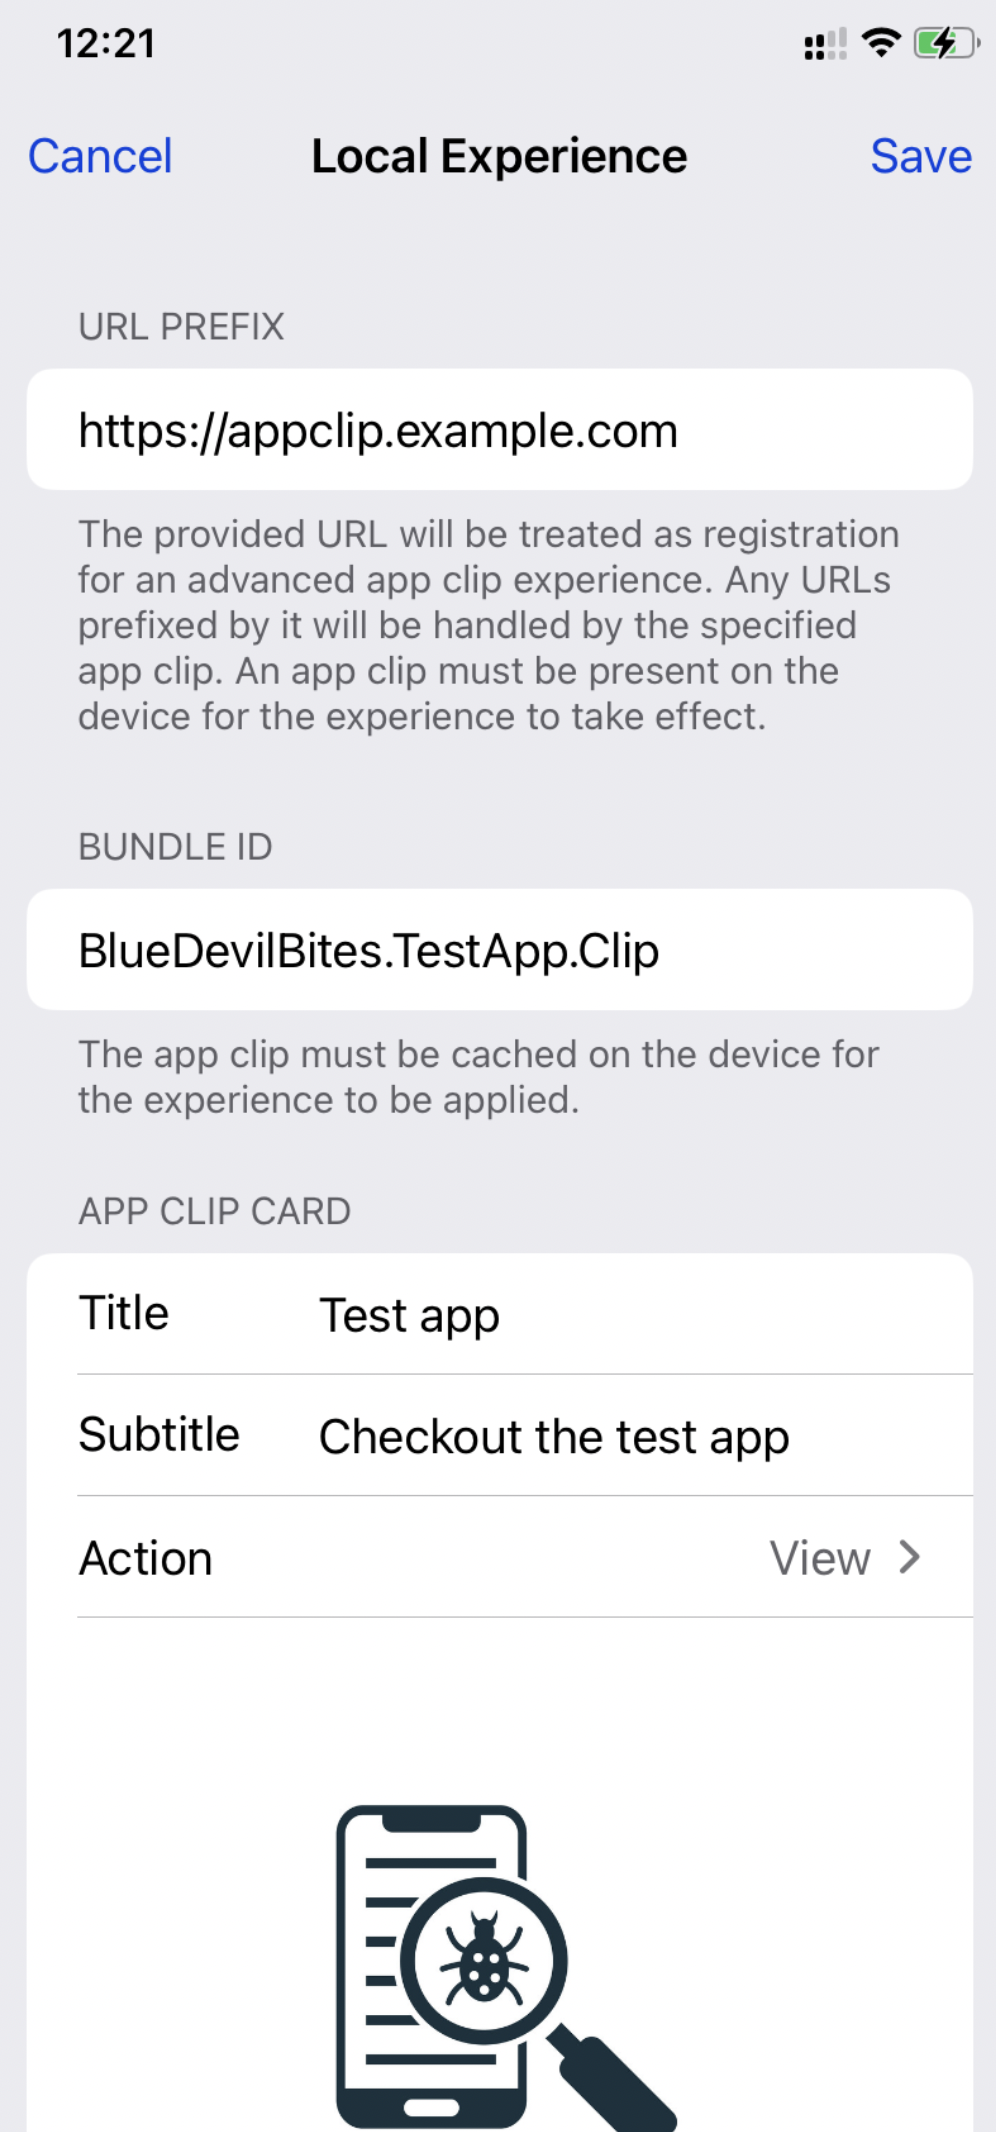 12:21
Cancel Local Experience Save
URL PREFIX
https://appclip.example.com
The provided URL will be treated as registration
for an advanced app clip experience. Any URLs
prefixed by it will be handled by the specified
app clip. An app clip must be present on the
device for the experience to take effect.
BUNDLE ID
BlueDevilBites.TestApp.Clip
The app clip must be cached on the device for
the experience to be applied.
APP CLIP CARD
Title Test app
Subtitle Checkout the test app
Action View